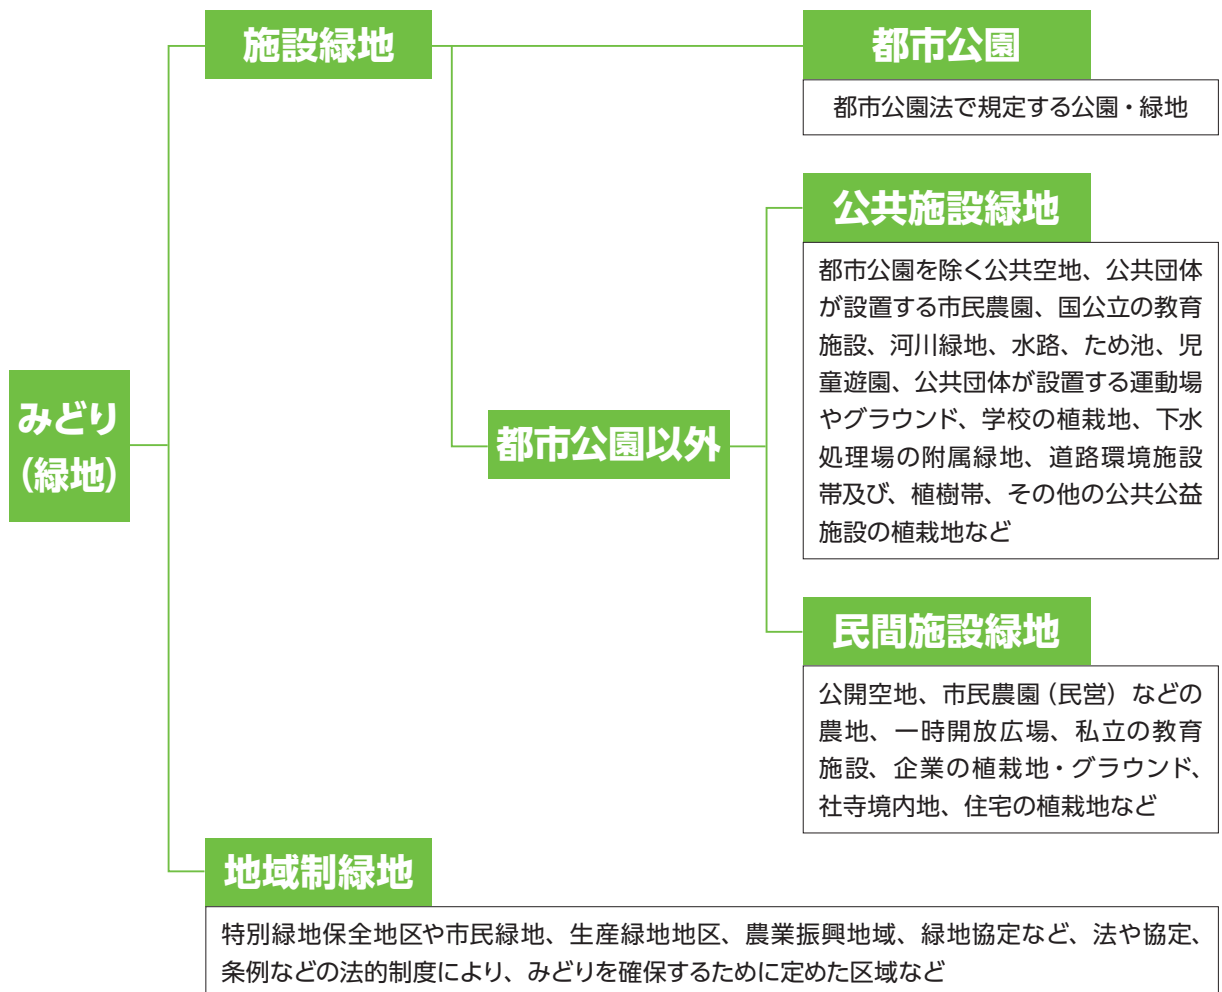 施設緑地
都市公園
都市公園法で規定する公園・緑地
公共施設緑地
都市公園を除く公共空地、公共団体
が設置する市民農園、国公立の教育
施設、河川緑地、水路、ため池、児
童遊園、公共団体が設置する運動場
やグラウンド、学校の植栽地、下水
処理場の附属緑地、道路環境施設
帯及び、植樹帯、その他の公共公益
施設の植栽地など
みどり
(緑地)
都市公園以外
民間施設緑地
公開空地、市民農園（民営）などの
農地、一時開放広場、私立の教育
施設、企業の植栽地・グラウンド、
社寺境内地、住宅の植栽地など
地域制緑地
特別緑地保全地区や市民緑地、生産緑地地区、農業振興地域、緑地協定など、法や協定、
条例などの法的制度により、みどりを確保するために定めた区域など